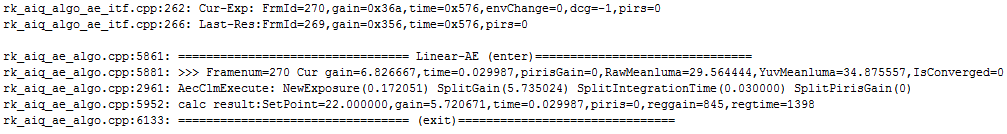 rk_aiq_algo_ae_itf.cpp:262: Cur-Exp: FrmId=270,gain=0x36a,time=0x576,envChange=0,dcg=-1,pirs=0
rk_aiq_algo_ae_itf.cpp:266: Last-Res:FrmId=269,gain=0x356,time=0x576,pirs=0
rk_aiq_ae_algo.cpp:5861: ================================= Linear-AE (enter)===============================
rk_aiq_ae_algo.cpp:5881: >>> Framenum=270 Cur gain=6.826667,time=0.029987,pirisGain=0,RawMeanluma=29.564444,YuvMeanluma=34.875557,IsConverged=0
rk_aiq_ae_algo.cpp:2961: AecClmExecute: NewExposure(0.172051) SplitGain(5.735024) SplitIntegrationTime(0.030000) SplitPirisGain(0)
rk_aiq_ae_algo.cpp:5952: calc result:SetPoint=22.000000,gain=5.720671,time=0.029987,piris=0,reggain=845,regtime=1398
rk_aiq_ae_algo.cpp:6133: ================================= (exit)===============================